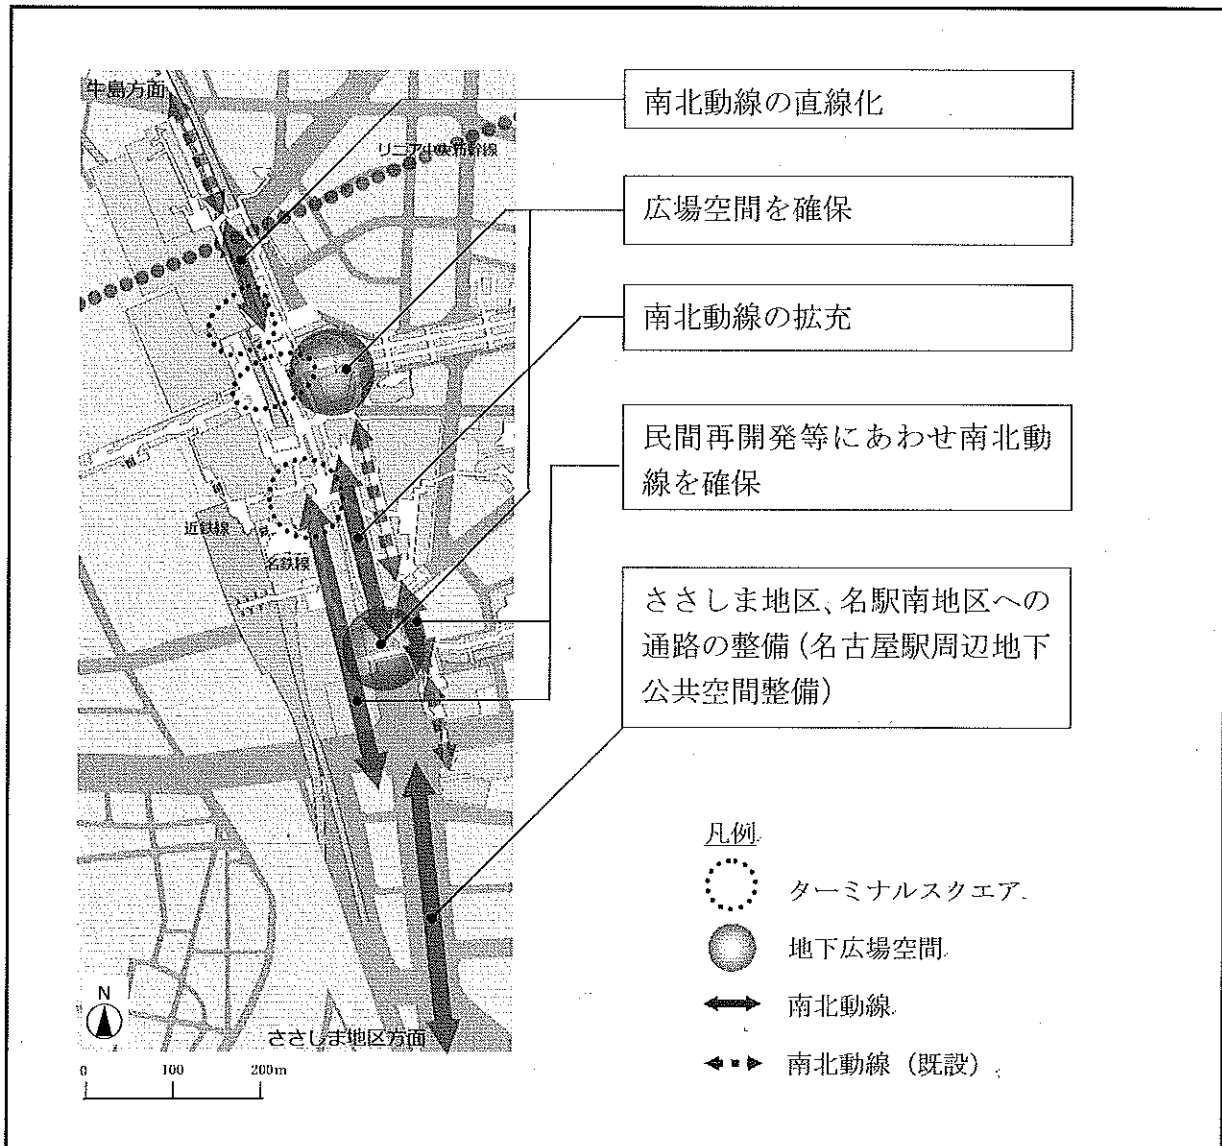 牛島方面
リニア中央新幹線
近鉄線
名鉄線
ささしま地区方面
N
0 100 200m
南北動線の直線化
広場空間を確保
南北動線の拡充
民間再開発等にあわせ南北動
線を確保
ささしま地区、名駅南地区への
通路の整備（名古屋駅周辺地下
公共空間整備）
凡例
ターミナルスクエア
地下広場空間
南北動線
南北動線（既設）